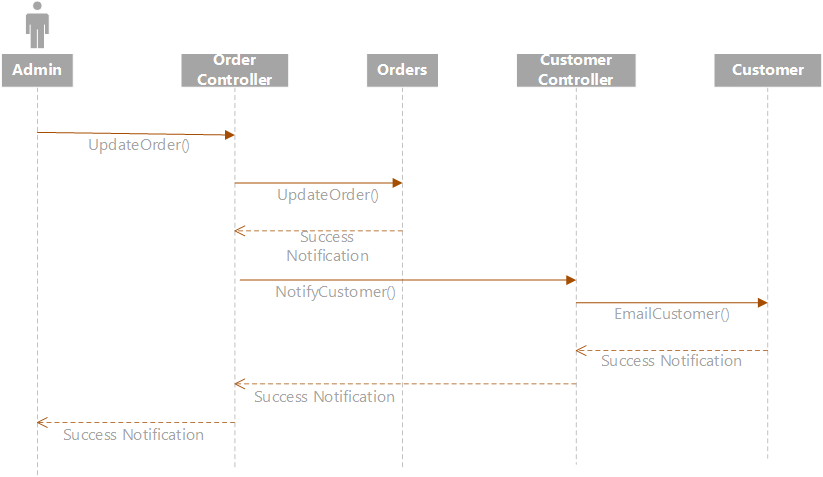 Admin
Order
Controller
Orders
Customer
Controller
Customer
UpdateOrder()
UpdateOrder()
Success
Notification
NotifyCustomer()
EmailCustomer()
Success Notification
Success Notification
Success Notification